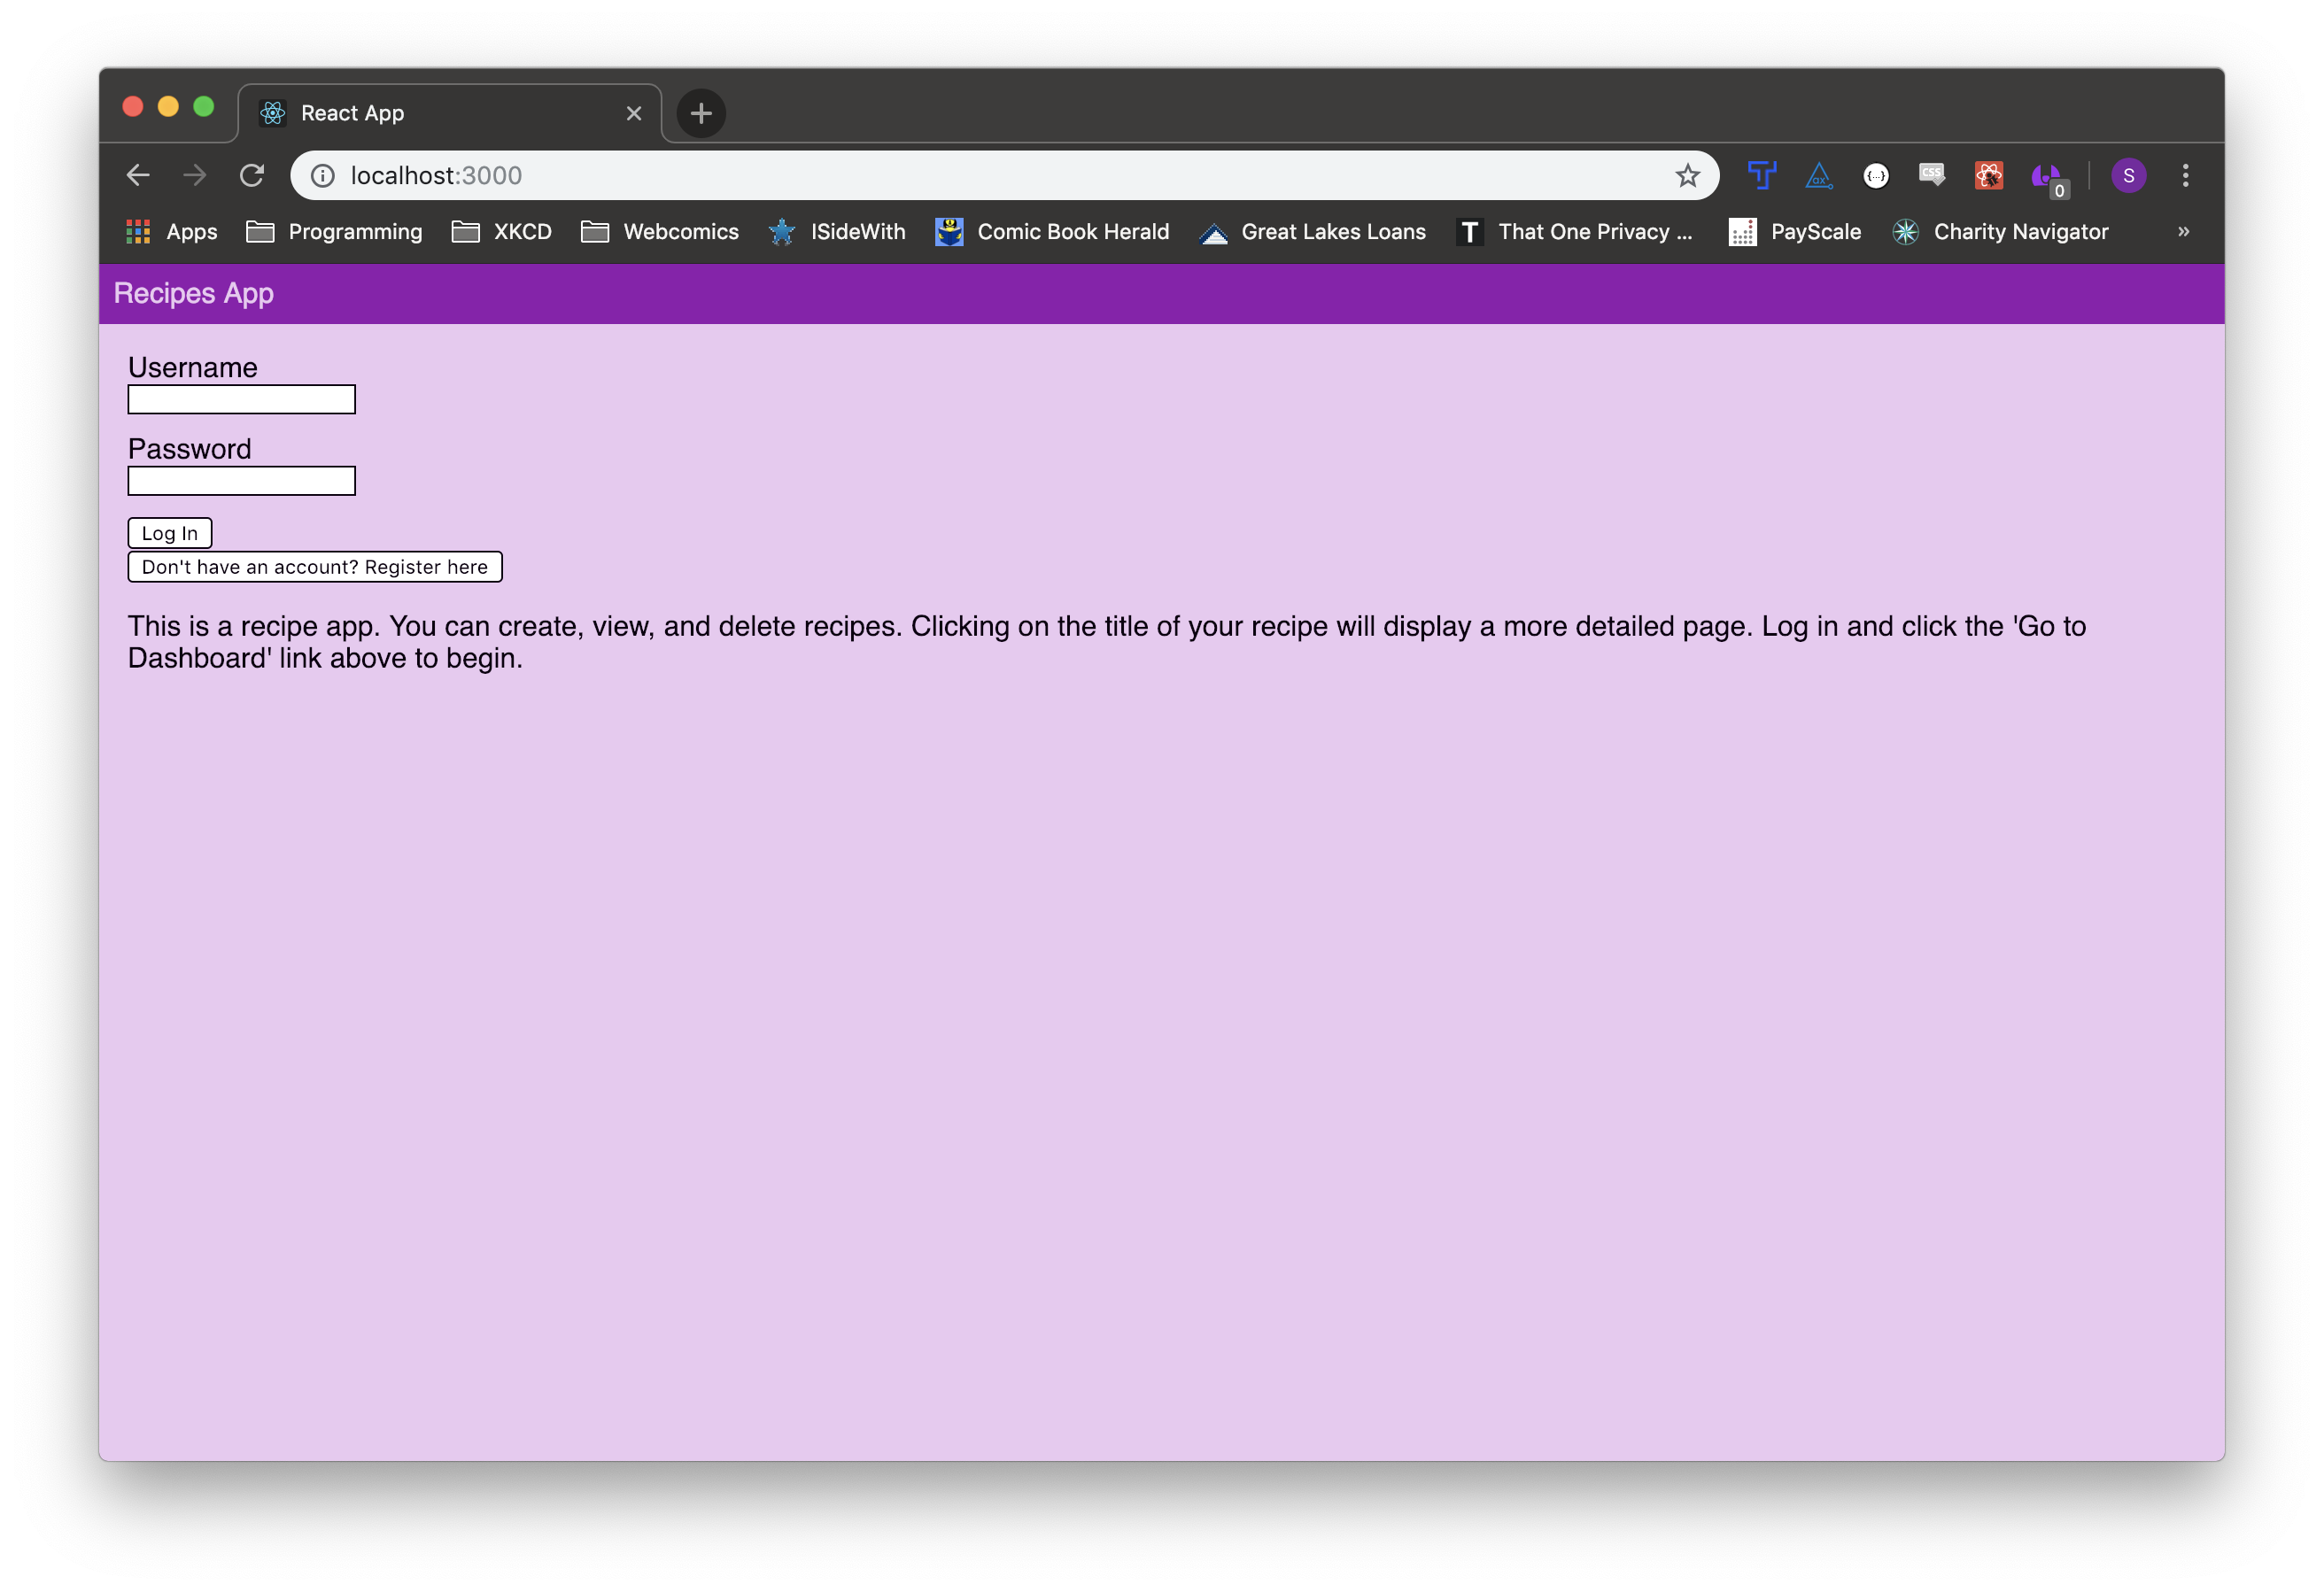 React App
localhost:3000
ax
{...}
CSS
0
S
Apps Programming XKCD Webcomics ISideWith Comic Book Herald Great Lakes Loans T That One Privacy ... PayScale Charity Navigator »
Recipes App
Username
Password
Log In
Don't have an account? Register here
This is a recipe app. You can create, view, and delete recipes. Clicking on the title of your recipe will display a more detailed page. Log in and click the 'Go to
Dashboard' link above to begin.